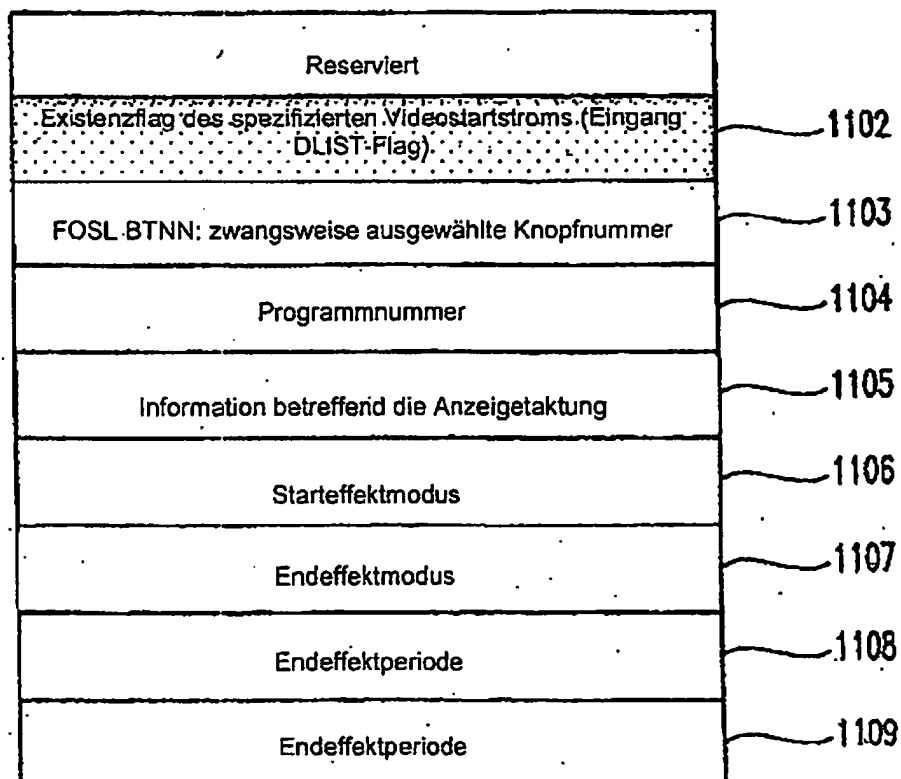 Reserviert
Existenzflag des spezifizierten Videostartstroms (Eingang
DLIST-Flag)
1102
FOSL BTNN: zwangsweise ausgewählte Knopfnummer
1103
Programmnummer
1104
Information betreffend die Anzeigetaktung
1105
Starteffektmodus
1106
Endeffektmodus
1107
Endeffektperiode
1108
Endeffektperiode
1109